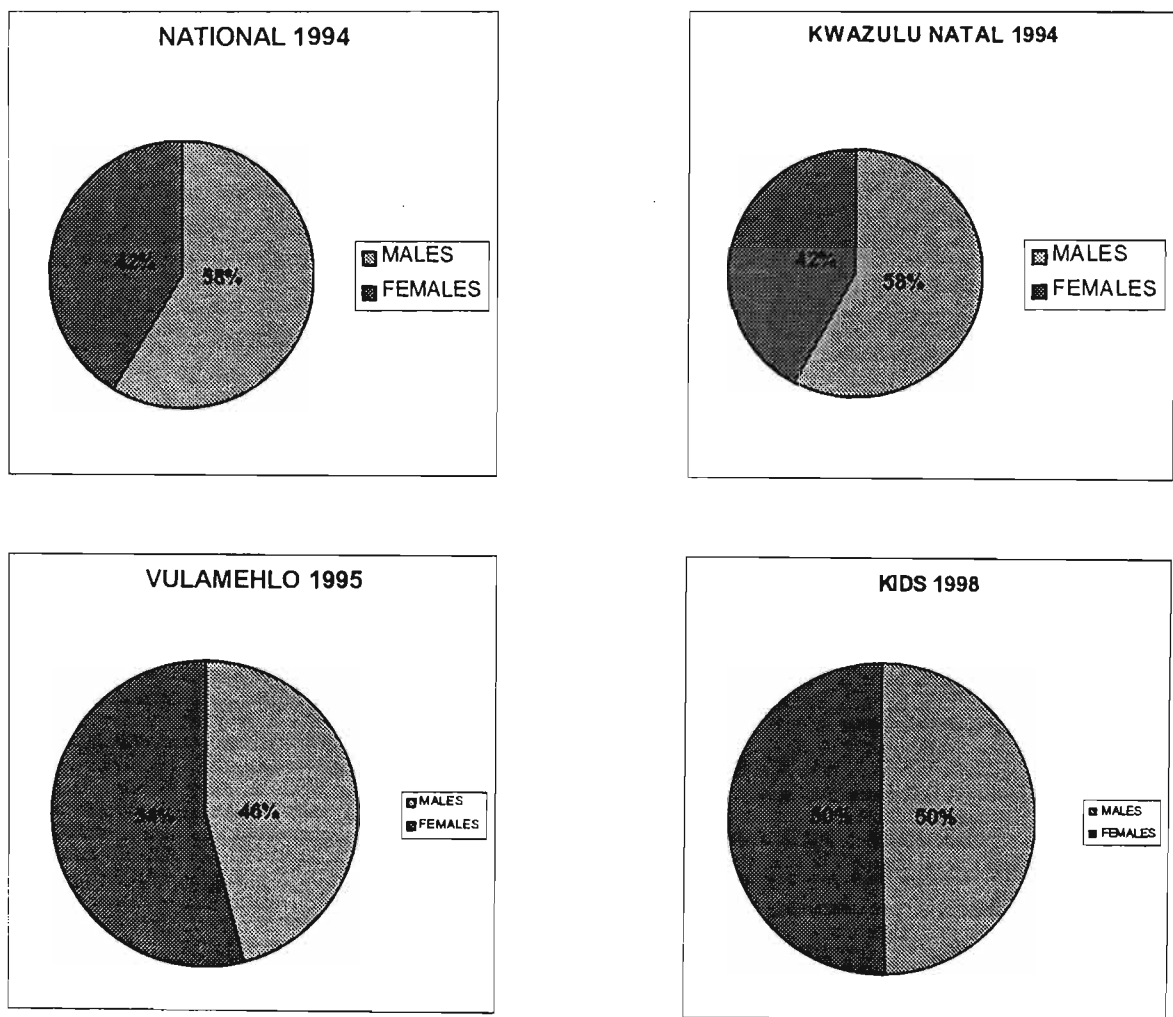 NATIONAL 1994
42%
58%
MALES
FEMALES
KWAZULU NATAL 1994
42%
58%
MALES
FEMALES
VULAMEHLO 1995
54%
46%
MALES
FEMALES
KIDS 1998
50%
50%
MALES
FEMALES